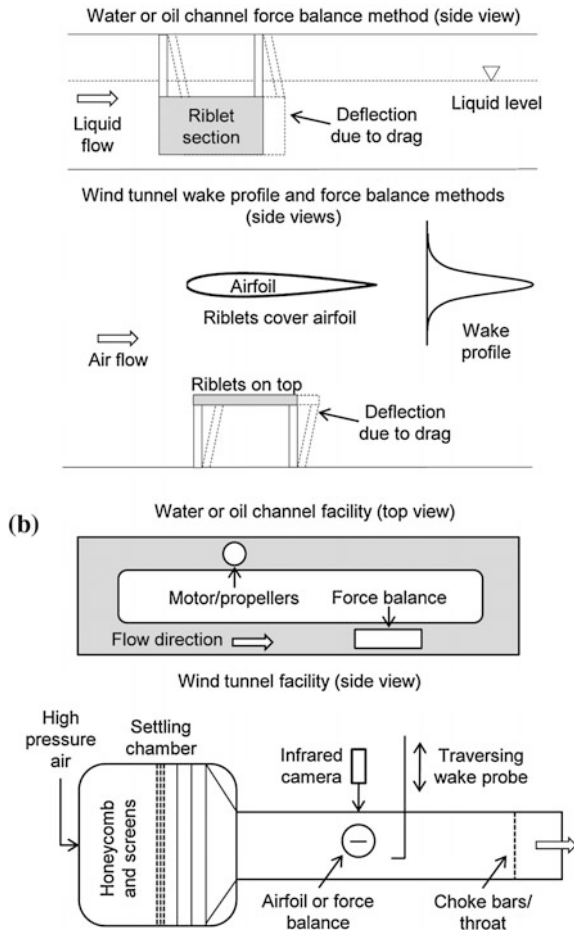 Water or oil channel force balance method (side view)
Liquid
flow
Riblet
section
Deflection
due to drag
Liquid level
Wind tunnel wake profile and force balance methods
(side views)
Airfoil
Riblets cover airfoil
Wake
profile
Air flow
Riblets on top
Deflection
due to drag
(b)
Water or oil channel facility (top view)
Motor/propellers
Force balance
Flow direction
Wind tunnel facility (side view)
High
pressure
air
Settling
chamber
Honeycomb
and screens
Infrared
camera
Traversing
wake probe
Airfoil or force
balance
Choke bars/
throat